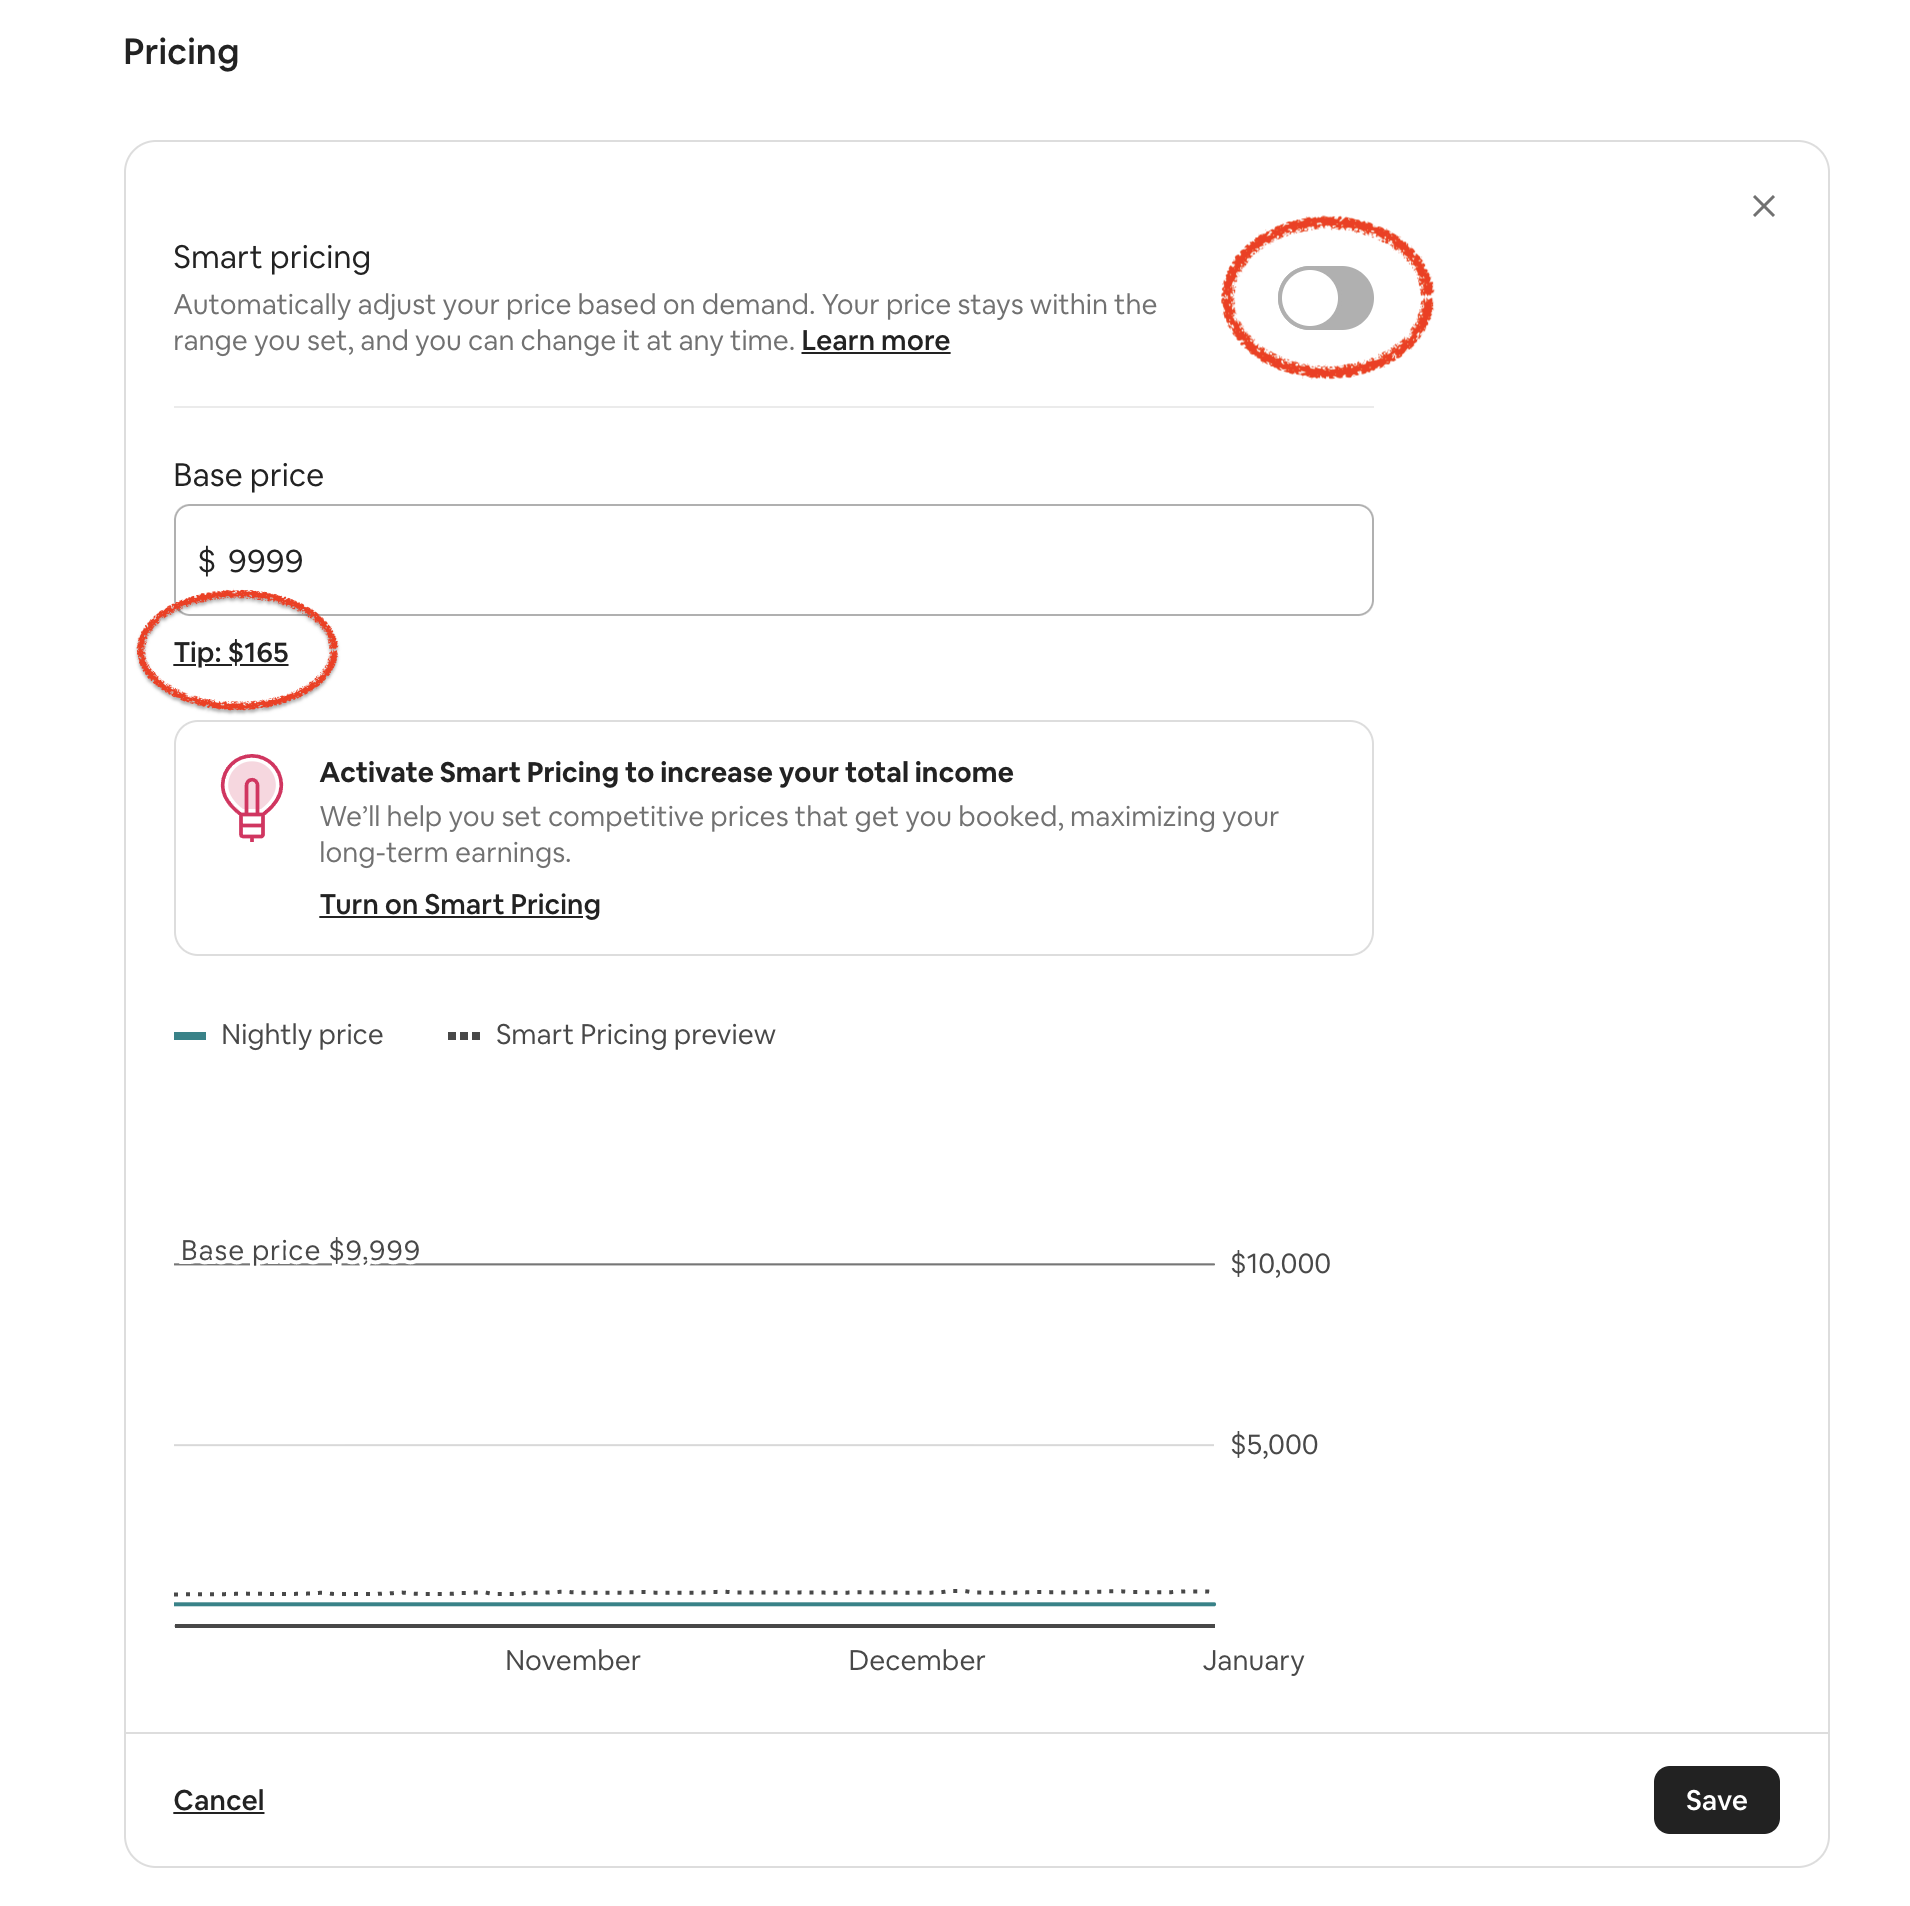 Pricing
Smart pricing
Automatically adjust your price based on demand. Your price stays within the
range you set, and you can change it at any time. Learn more
Base price
$ 9999
Tip: $165
Activate Smart Pricing to increase your total income
We’ll help you set competitive prices that get you booked, maximizing your
long-term earnings.
Turn on Smart Pricing
Nightly price
Smart Pricing preview
Base price $9,999
$10,000
$5,000
November
December
January
Cancel
Save